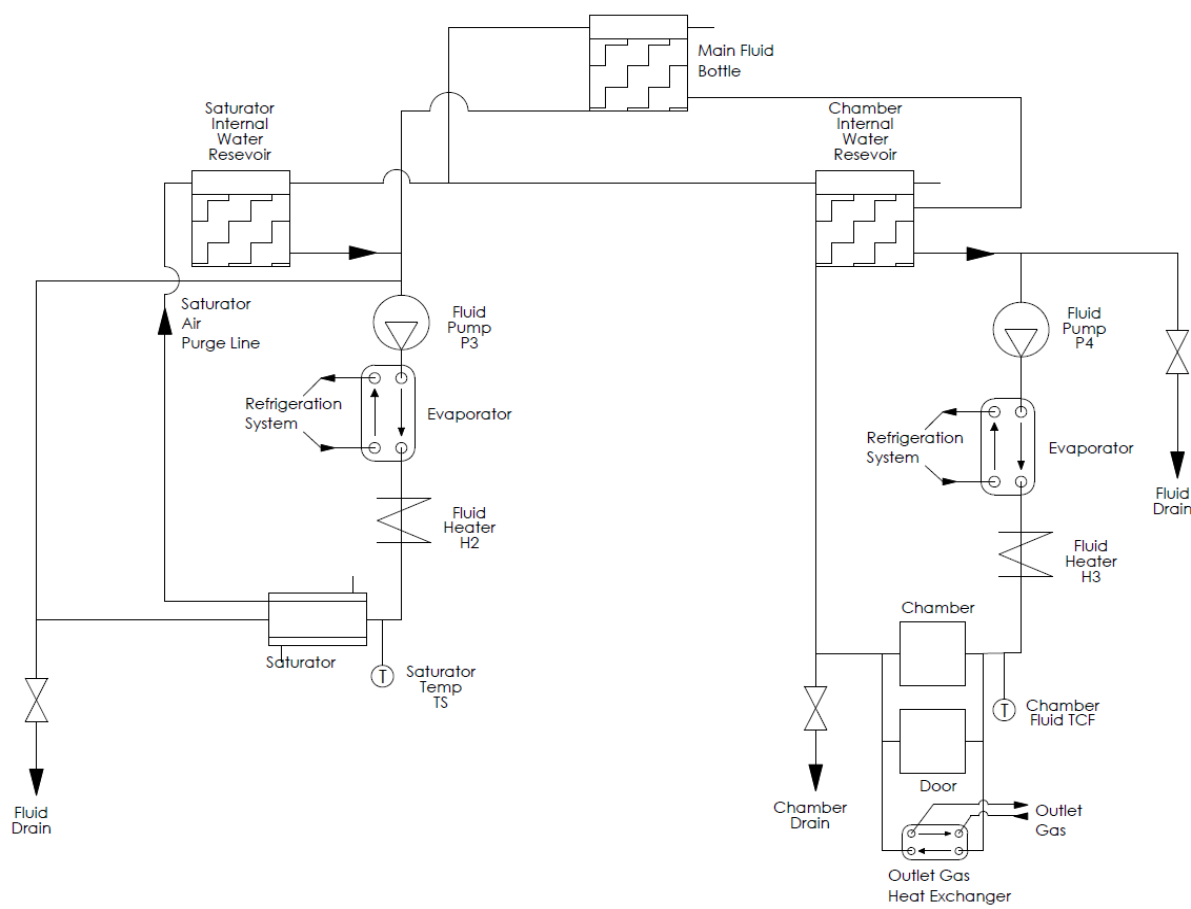 Main Fluid
Bottle
Saturator
Internal
Water
Resevoir
Chamber
Internal
Water
Resevoir
Saturator
Air
Purge Line
Fluid
Pump
P3
Fluid
Pump
P4
Refrigeration
System
Evaporator
Refrigeration
System
Evaporator
Fluid
Drain
Fluid
Heater
H2
Fluid
Heater
H3
Chamber
Saturator
T
Saturator
Temp
TS
T
Chamber
Fluid TCF
Door
Fluid
Drain
Chamber
Drain
Outlet
Gas
Outlet Gas
Heat Exchanger